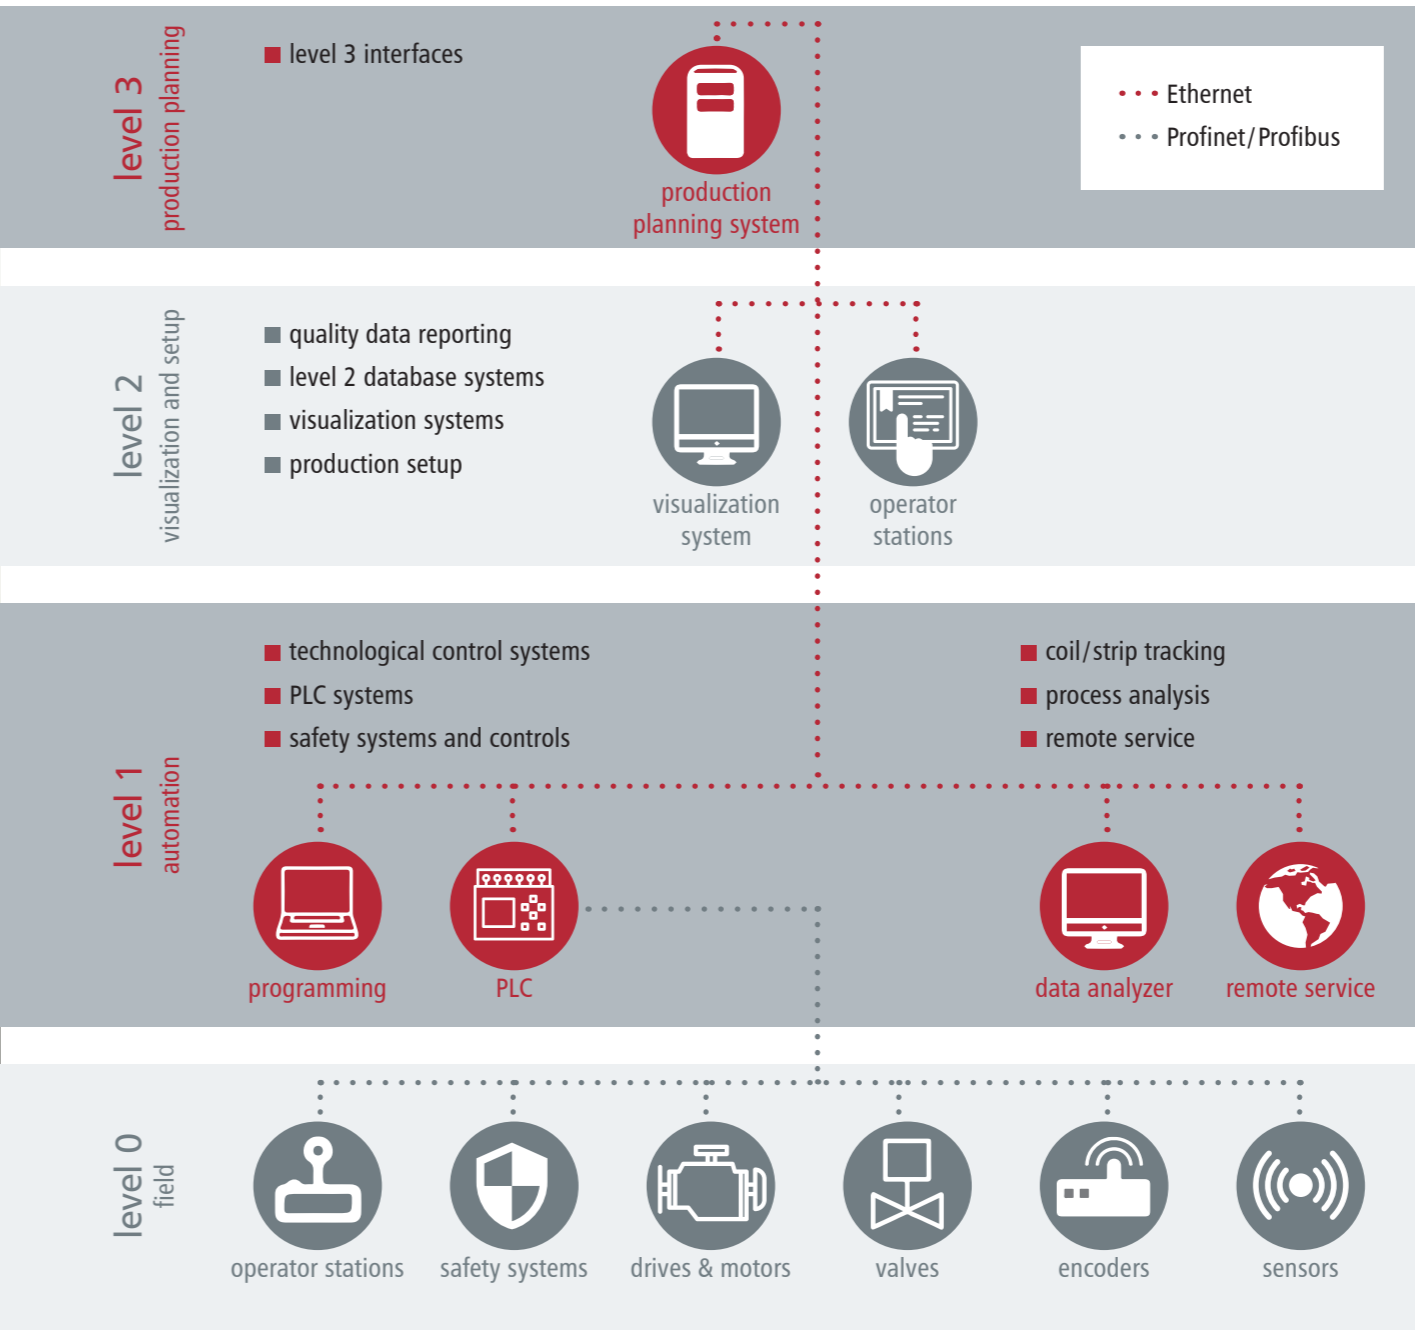 level 3
production planning
level 3 interfaces
production
planning system
Ethernet
Profinet/Profibus
level 2
visualization and setup
quality data reporting
level 2 database systems
visualization systems
production setup
visualization
system
operator
stations
level 1
automation
technological control systems
PLC systems
safety systems and controls
coil/strip tracking
process analysis
remote service
programming
PLC
data analyzer
remote service
level 0
field
operator stations
safety systems
drives & motors
valves
encoders
sensors